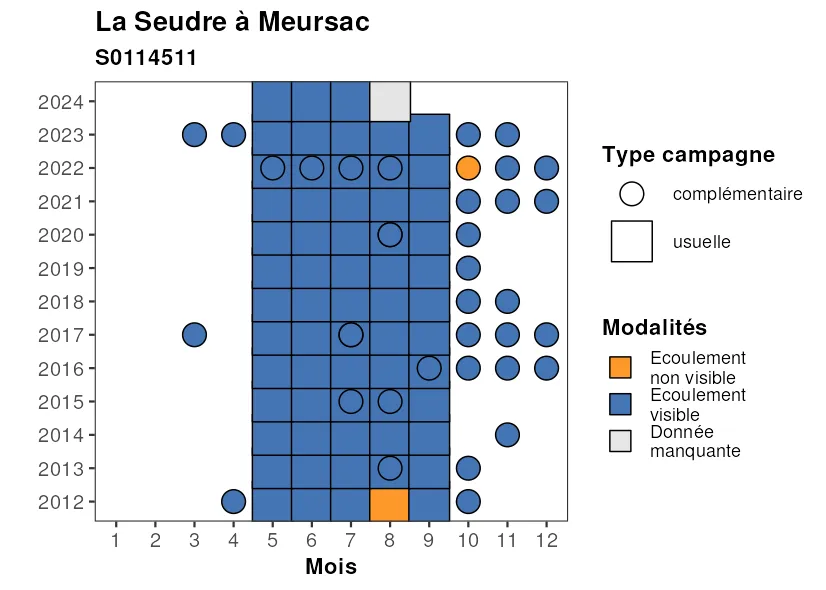 La Seudre à Meursac
S0114511
2024
2023
2022
2021
2020
2019
2018
2017
2016
2015
2014
2013
2012
1 2 3 4 5 6 7 8 9 10 11 12
Mois
Type campagne
complémentaire
usuelle
Modalités
Ecoulement
non visible
Ecoulement
visible
Donnée
manquante